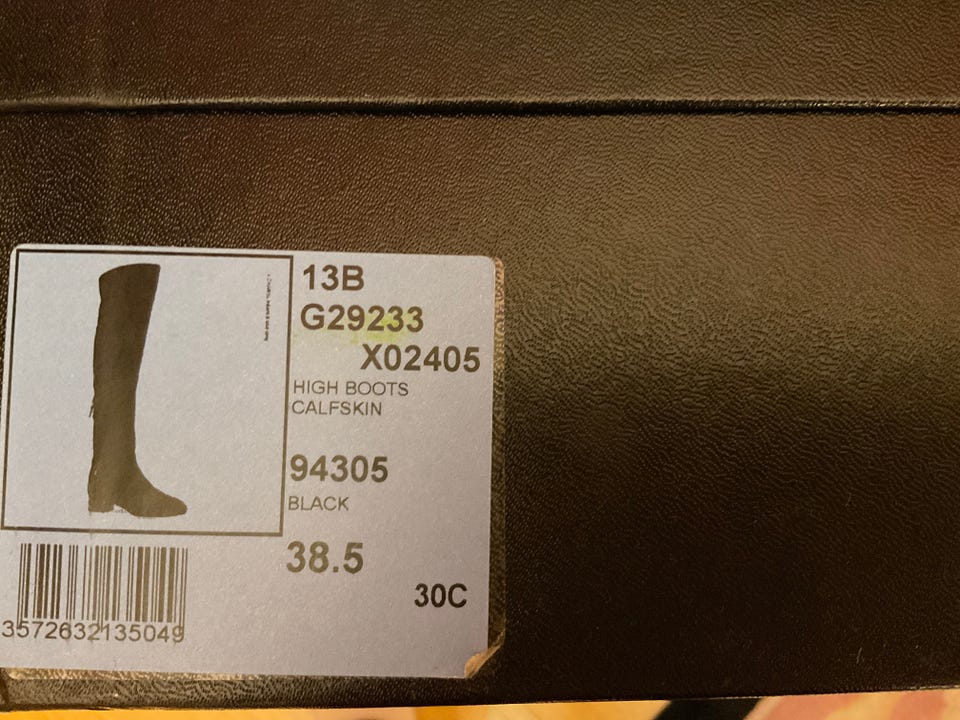 13B
G29233
X02405
HIGH BOOTS
CALFSKIN
94305
BLACK
38.5
30C
3572632135049